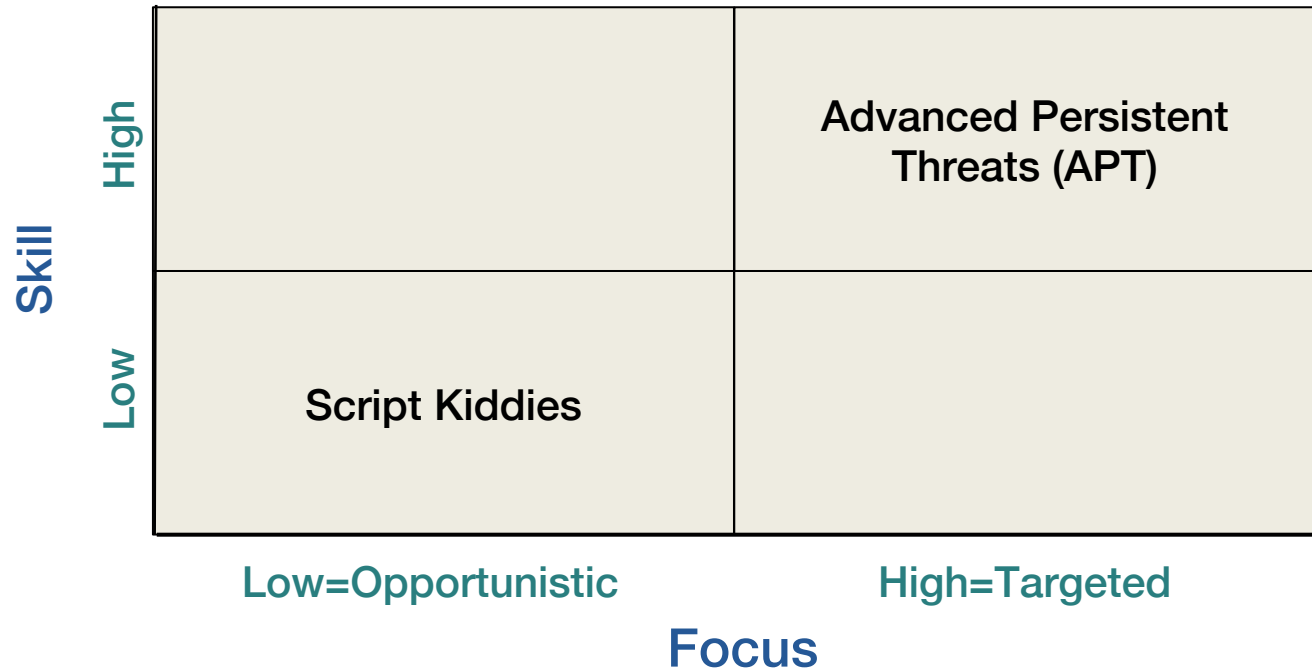 Skill
High
Advanced Persistent
Threats (APT)
Low
Script Kiddies
Low=Opportunistic
High=Targeted
Focus